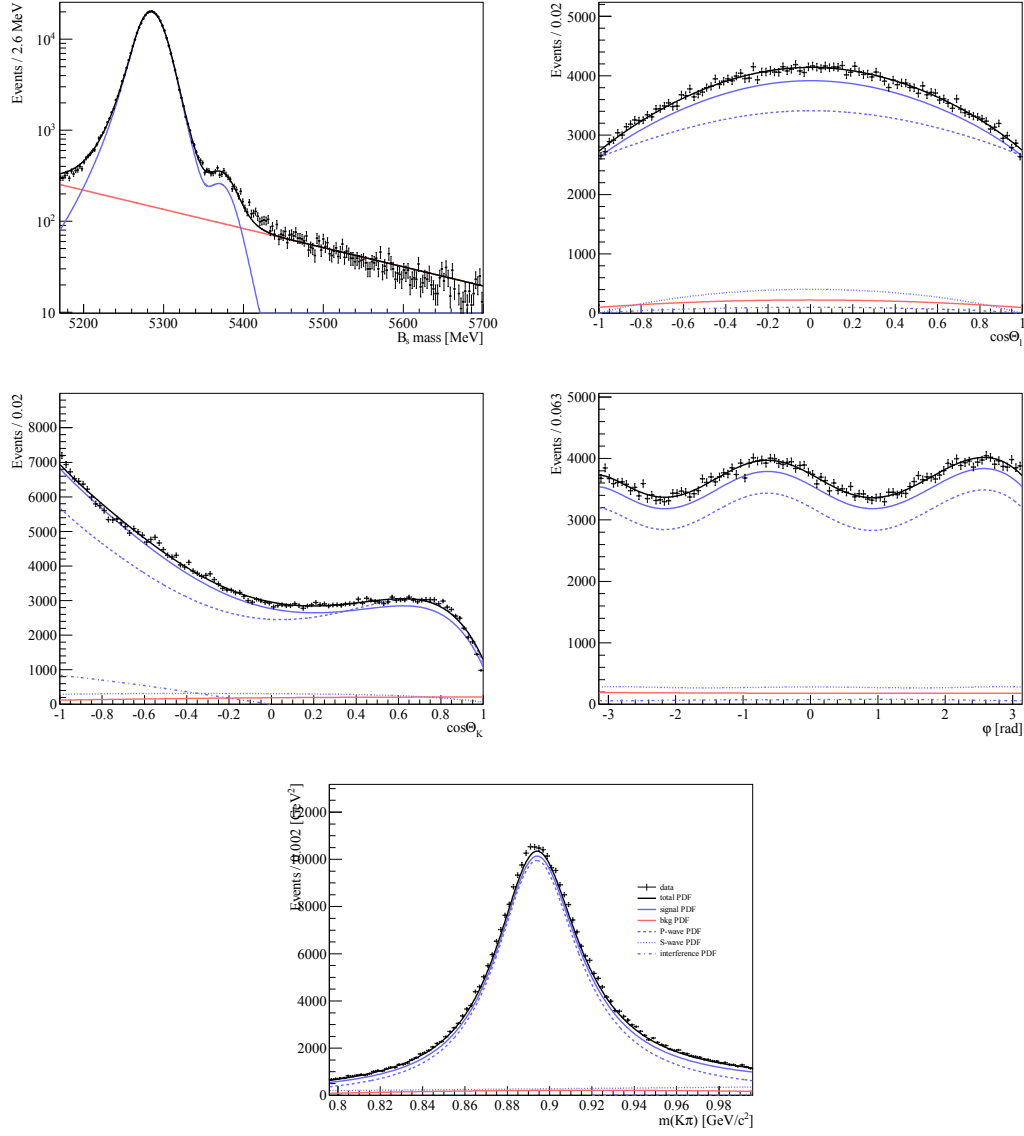 Events / 2.6 MeV
10⁴
10³
10²
10
5200 5300 5400 5500 5600 5700
B_s mass [MeV]
Events / 0.02
5000
4000
3000
2000
1000
0
-1 -0.8 -0.6 -0.4 -0.2 0 0.2 0.4 0.6 0.8 1
cosΘ_l
Events / 0.02
8000
7000
6000
5000
4000
3000
2000
1000
0
-1 -0.8 -0.6 -0.4 -0.2 0 0.2 0.4 0.6 0.8 1
cosΘ_K
Events / 0.063
5000
4000
3000
2000
1000
0
-3 -2 -1 0 1 2 3
φ [rad]
Events / 0.002 [GeV²]
12000
10000
8000
6000
4000
2000
0
0.8 0.82 0.84 0.86 0.88 0.9 0.92 0.94 0.96 0.98
m(Kπ) [GeV/c²]
data
total PDF
signal PDF
bkg PDF
P-wave PDF
S-wave PDF
interference PDF